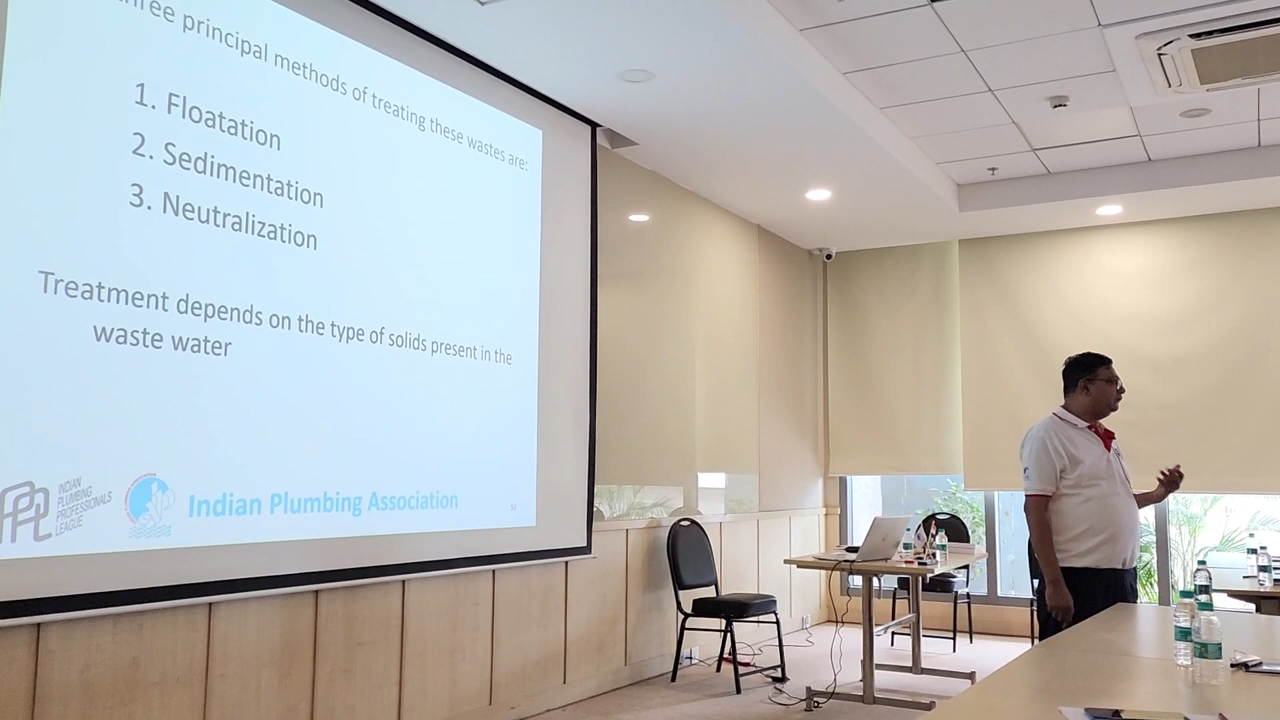 three principal methods of treating these wastes are:
1. Floatation
2. Sedimentation
3. Neutralization
Treatment depends on the type of solids present in the
waste water
INDIAN
PLUMBING
PROFESSIONALS
LEAGUE
Indian Plumbing Association